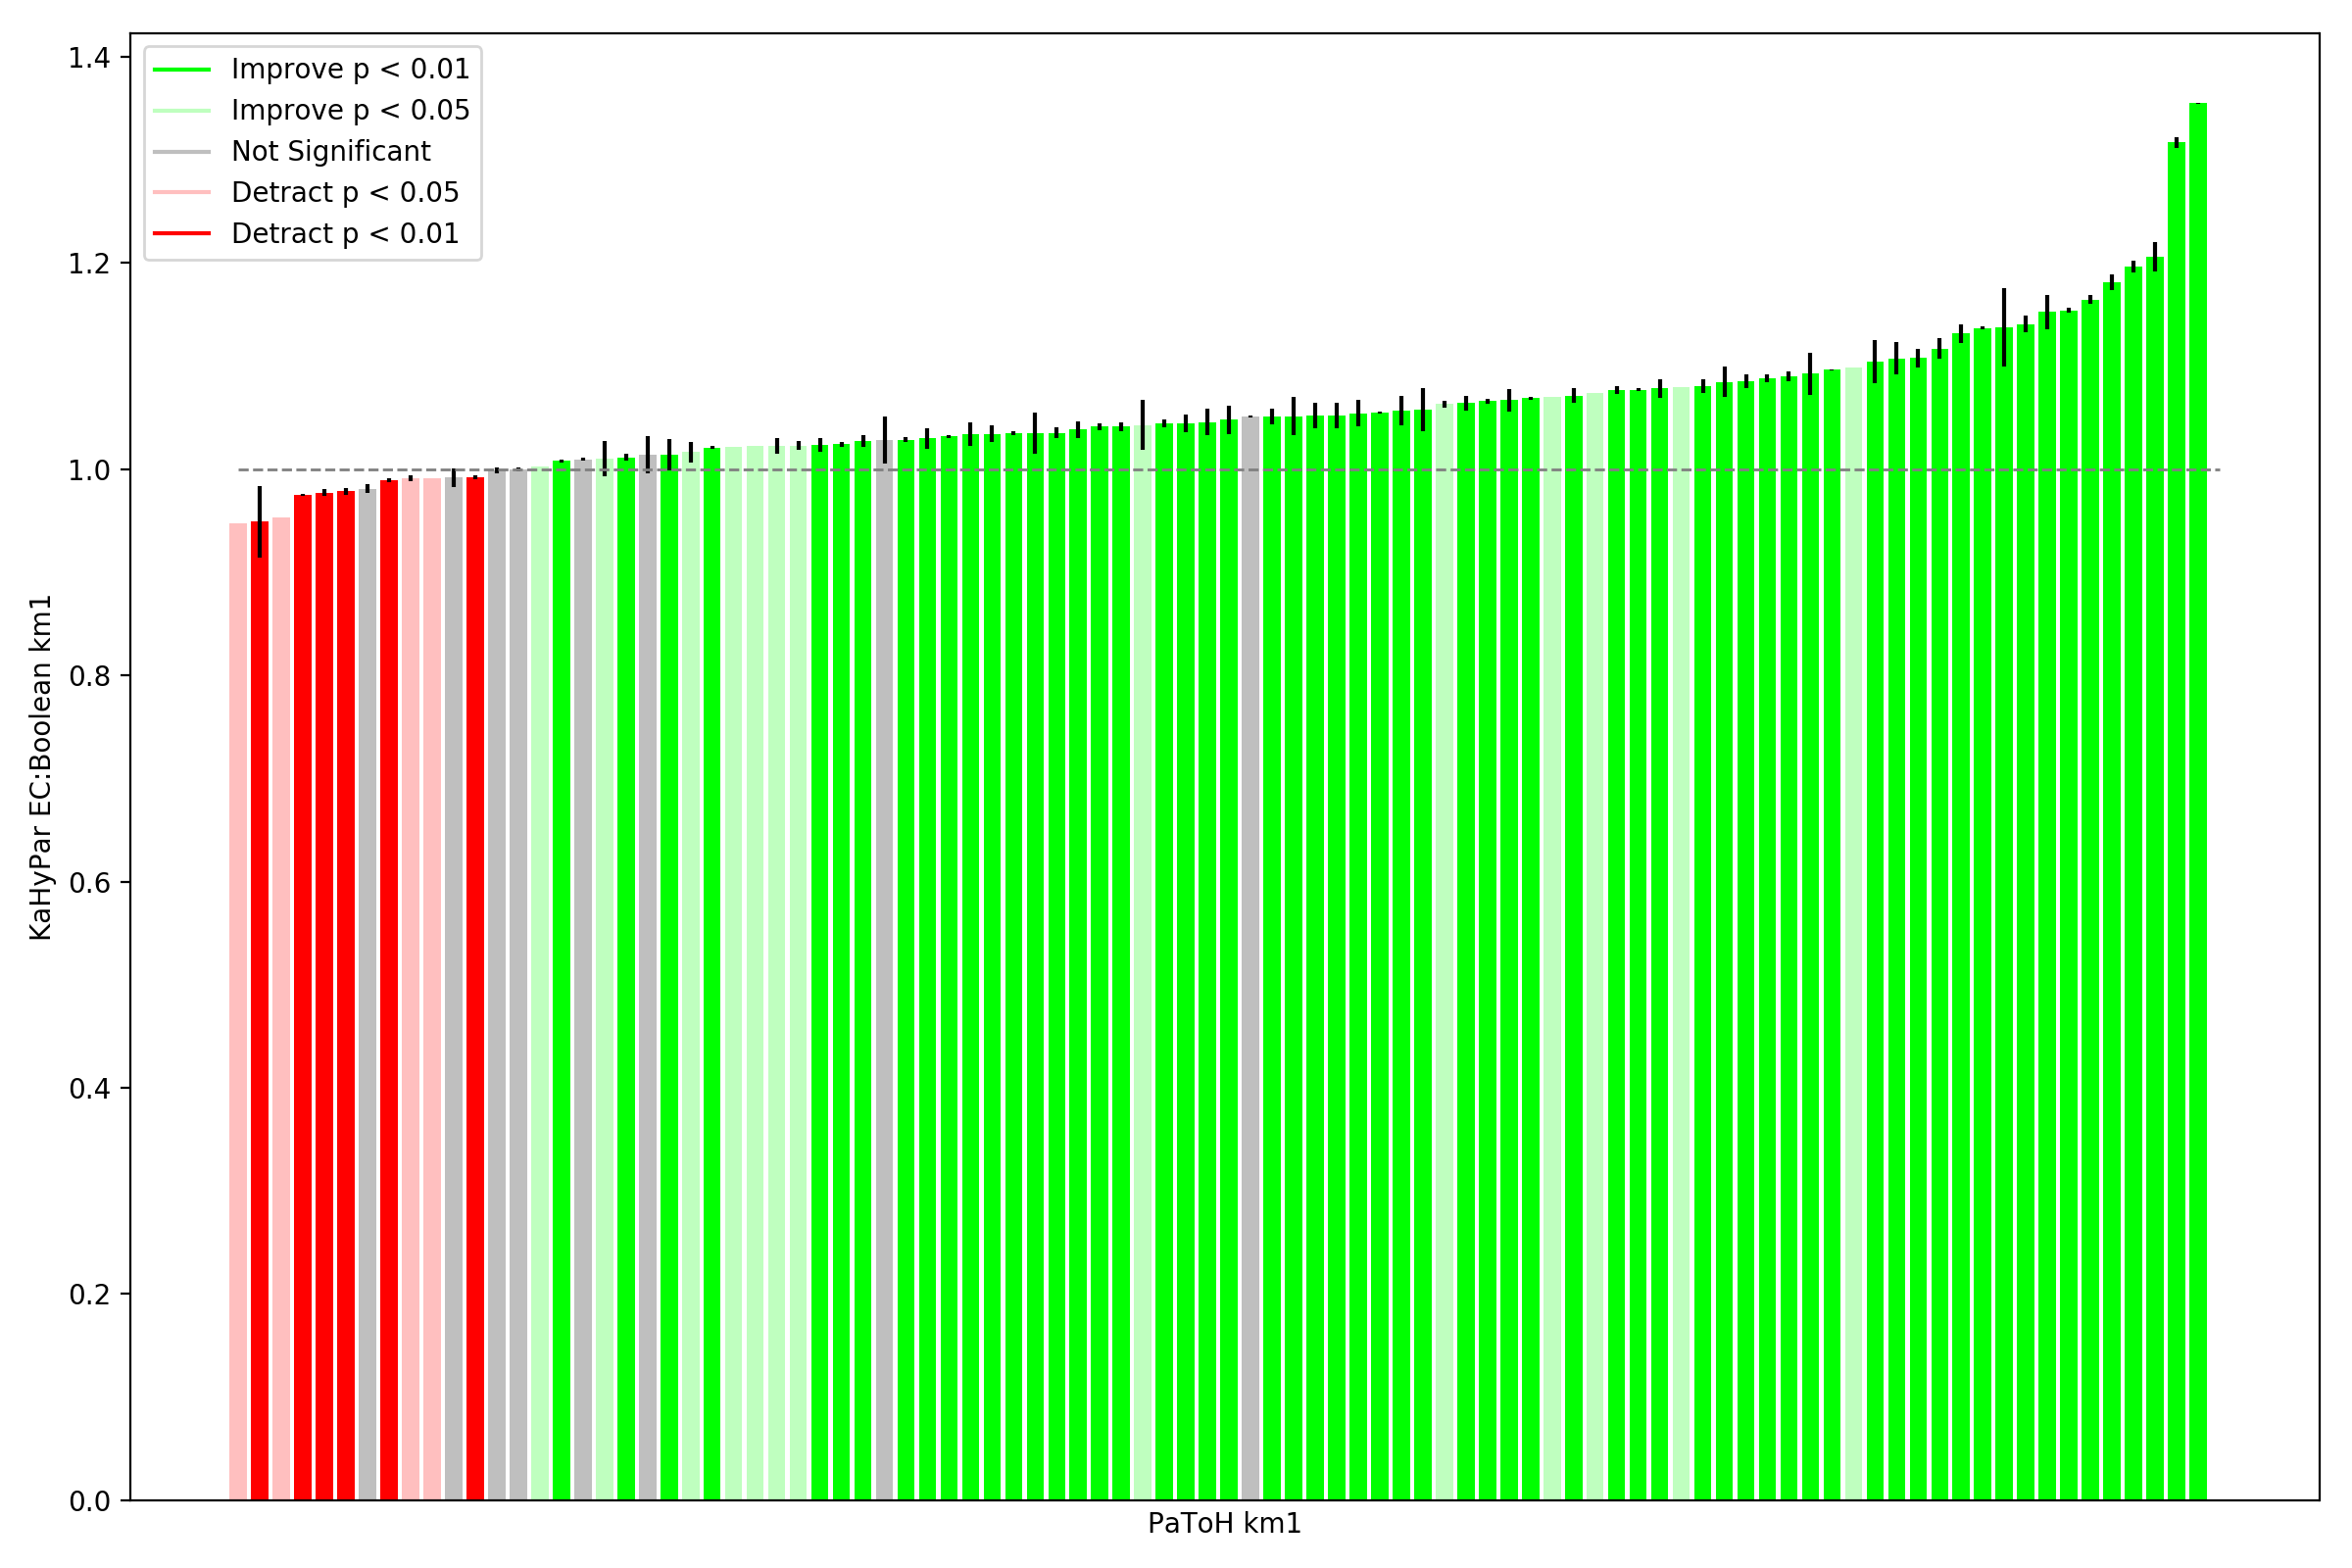 1.4
1.2
1.0
0.8
0.6
0.4
0.2
0.0
KaHyPar EC:Boolean km1
Improve p < 0.01
Improve p < 0.05
Not Significant
Detract p < 0.05
Detract p < 0.01
PaToH km1